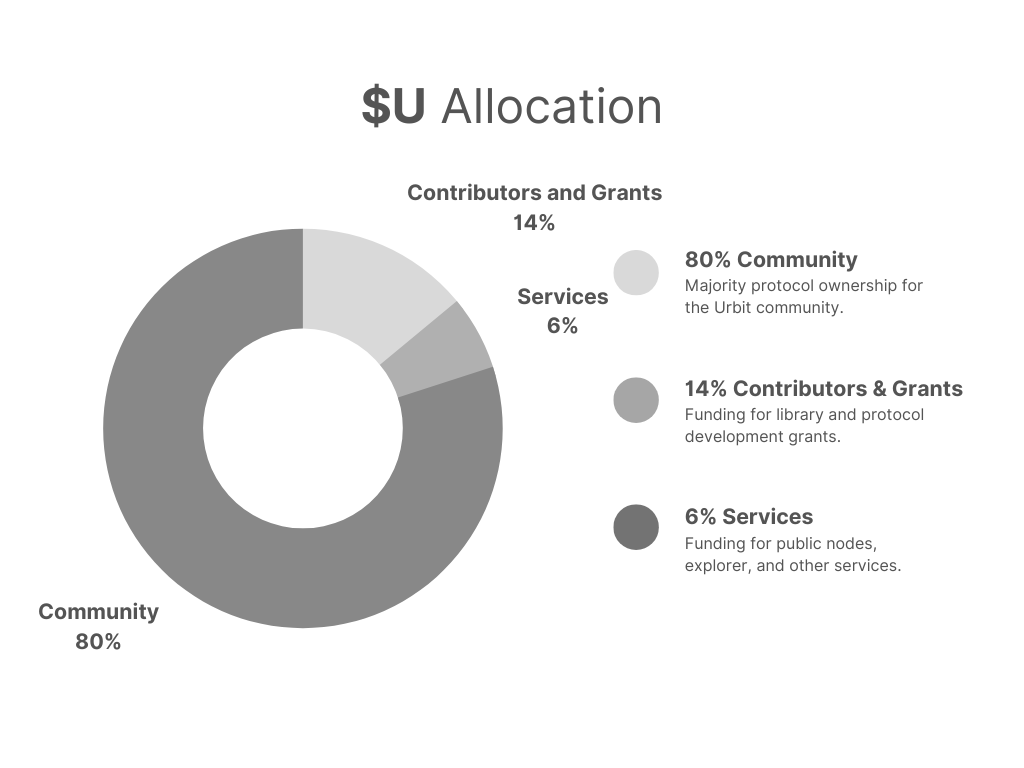 $U Allocation
Contributors and Grants
14%
Services
6%
Community
80%
80% Community
Majority protocol ownership for
the Urbit community.
14% Contributors & Grants
Funding for library and protocol
development grants.
6% Services
Funding for public nodes,
explorer, and other services.